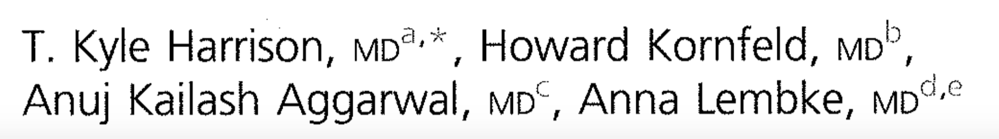 T. Kyle Harrison, MDᵃ,*, Howard Kornfeld, MDᵇ,
Anuj Kailash Aggarwal, MDᶜ, Anna Lembke, MDᵈ,ᵉ